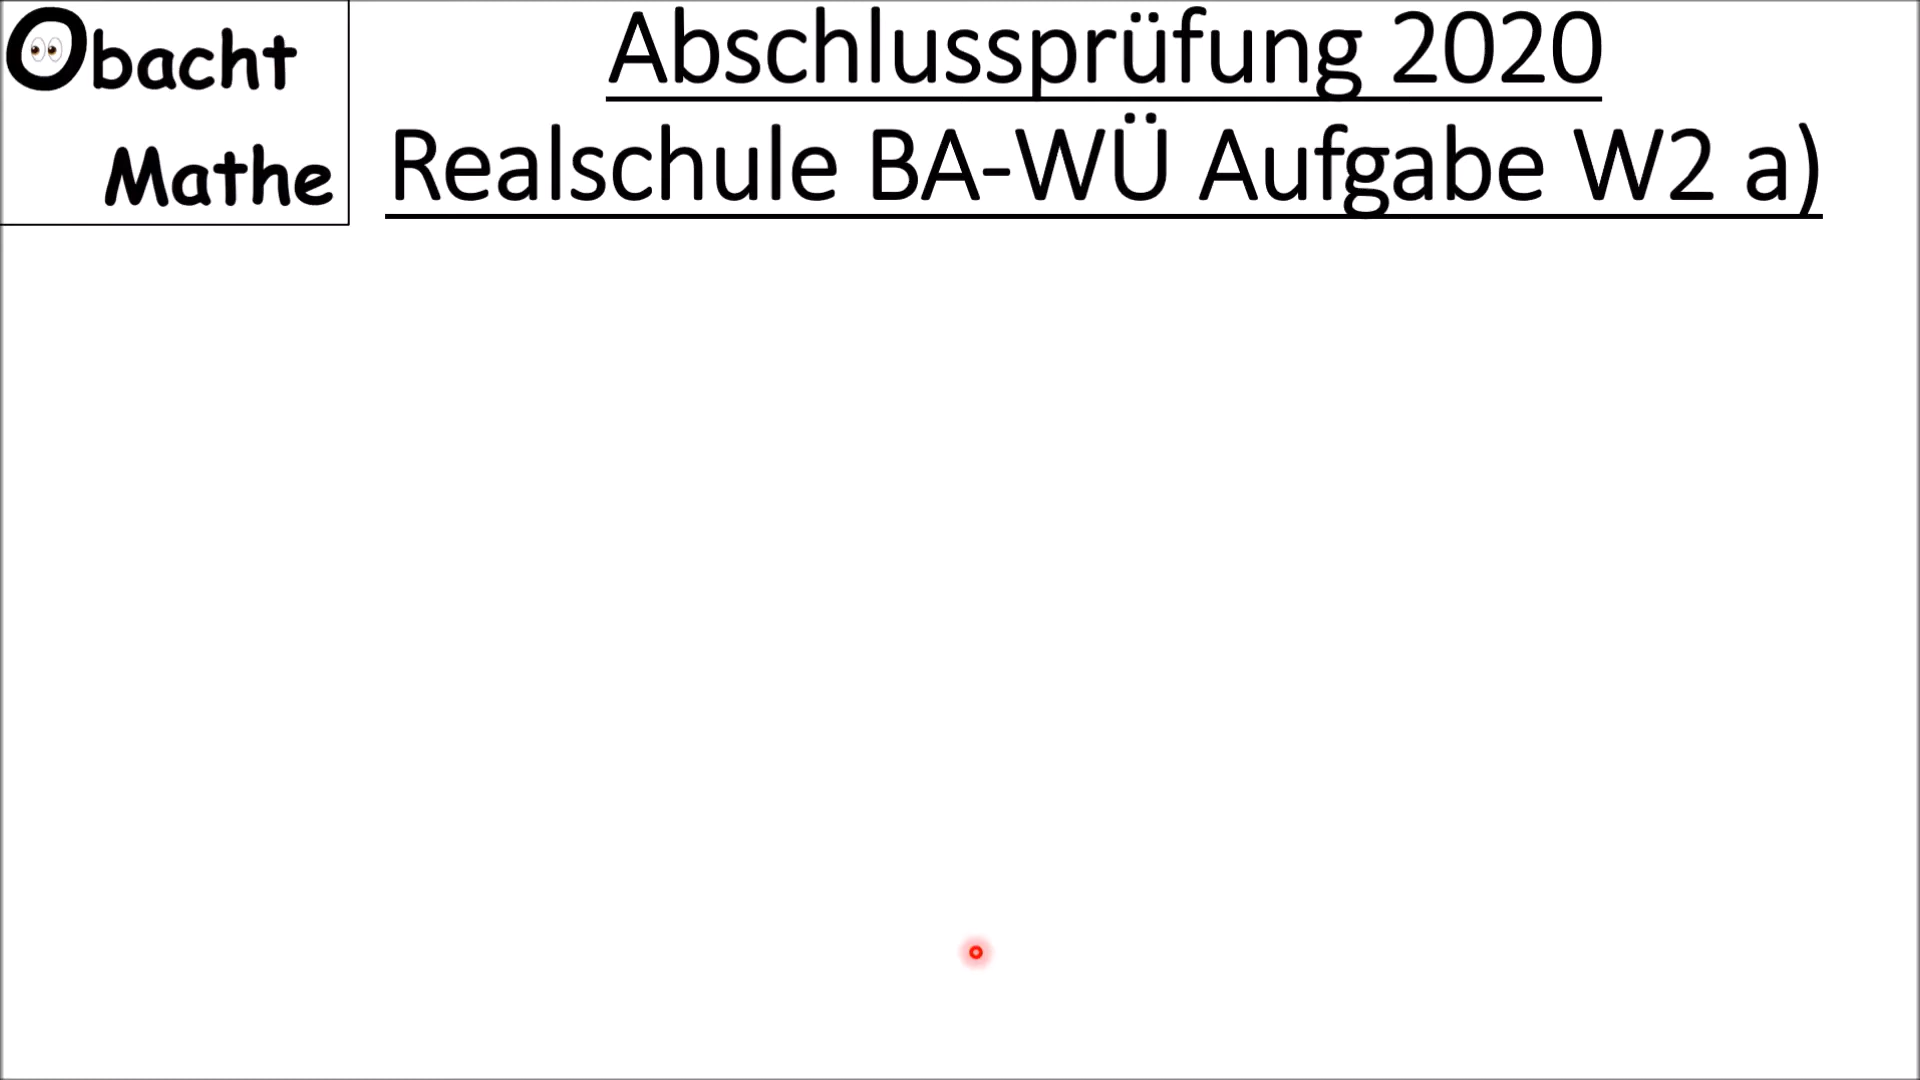 Obacht
Mathe
Abschlussprüfung 2020
Realschule BA-WÜ Aufgabe W2 a)